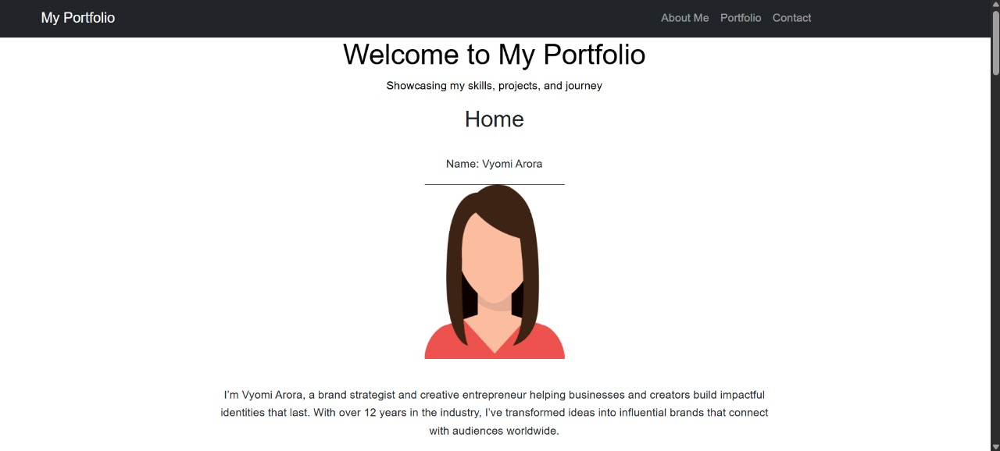 My Portfolio
About Me Portfolio Contact
Welcome to My Portfolio
Showcasing my skills, projects, and journey
Home
Name: Vyomi Arora
I’m Vyomi Arora, a brand strategist and creative entrepreneur helping businesses and creators build impactful
identities that last. With over 12 years in the industry, I’ve transformed ideas into influential brands that connect
with audiences worldwide.